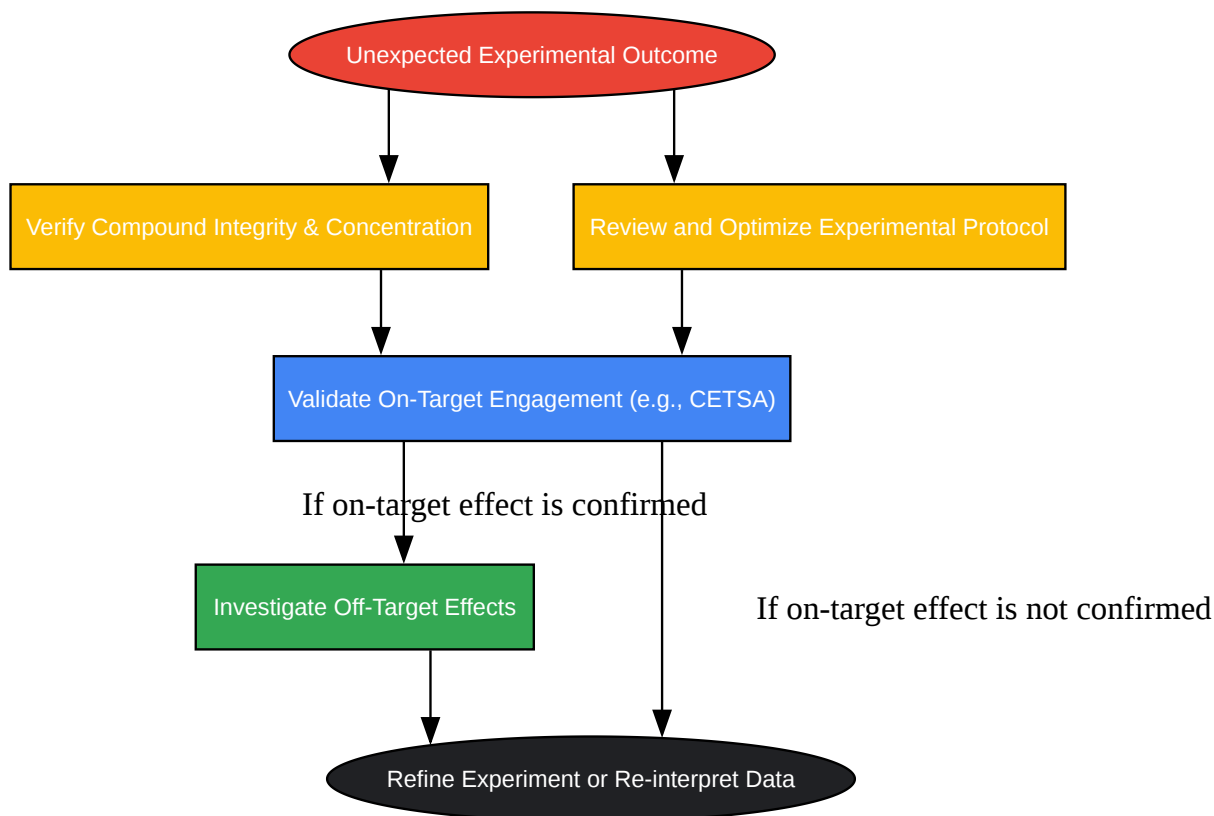 Unexpected Experimental Outcome
Verify Compound Integrity & Concentration
Review and Optimize Experimental Protocol
Validate On-Target Engagement (e.g., CETSA)
If on-target effect is confirmed
Investigate Off-Target Effects
If on-target effect is not confirmed
Refine Experiment or Re-interpret Data